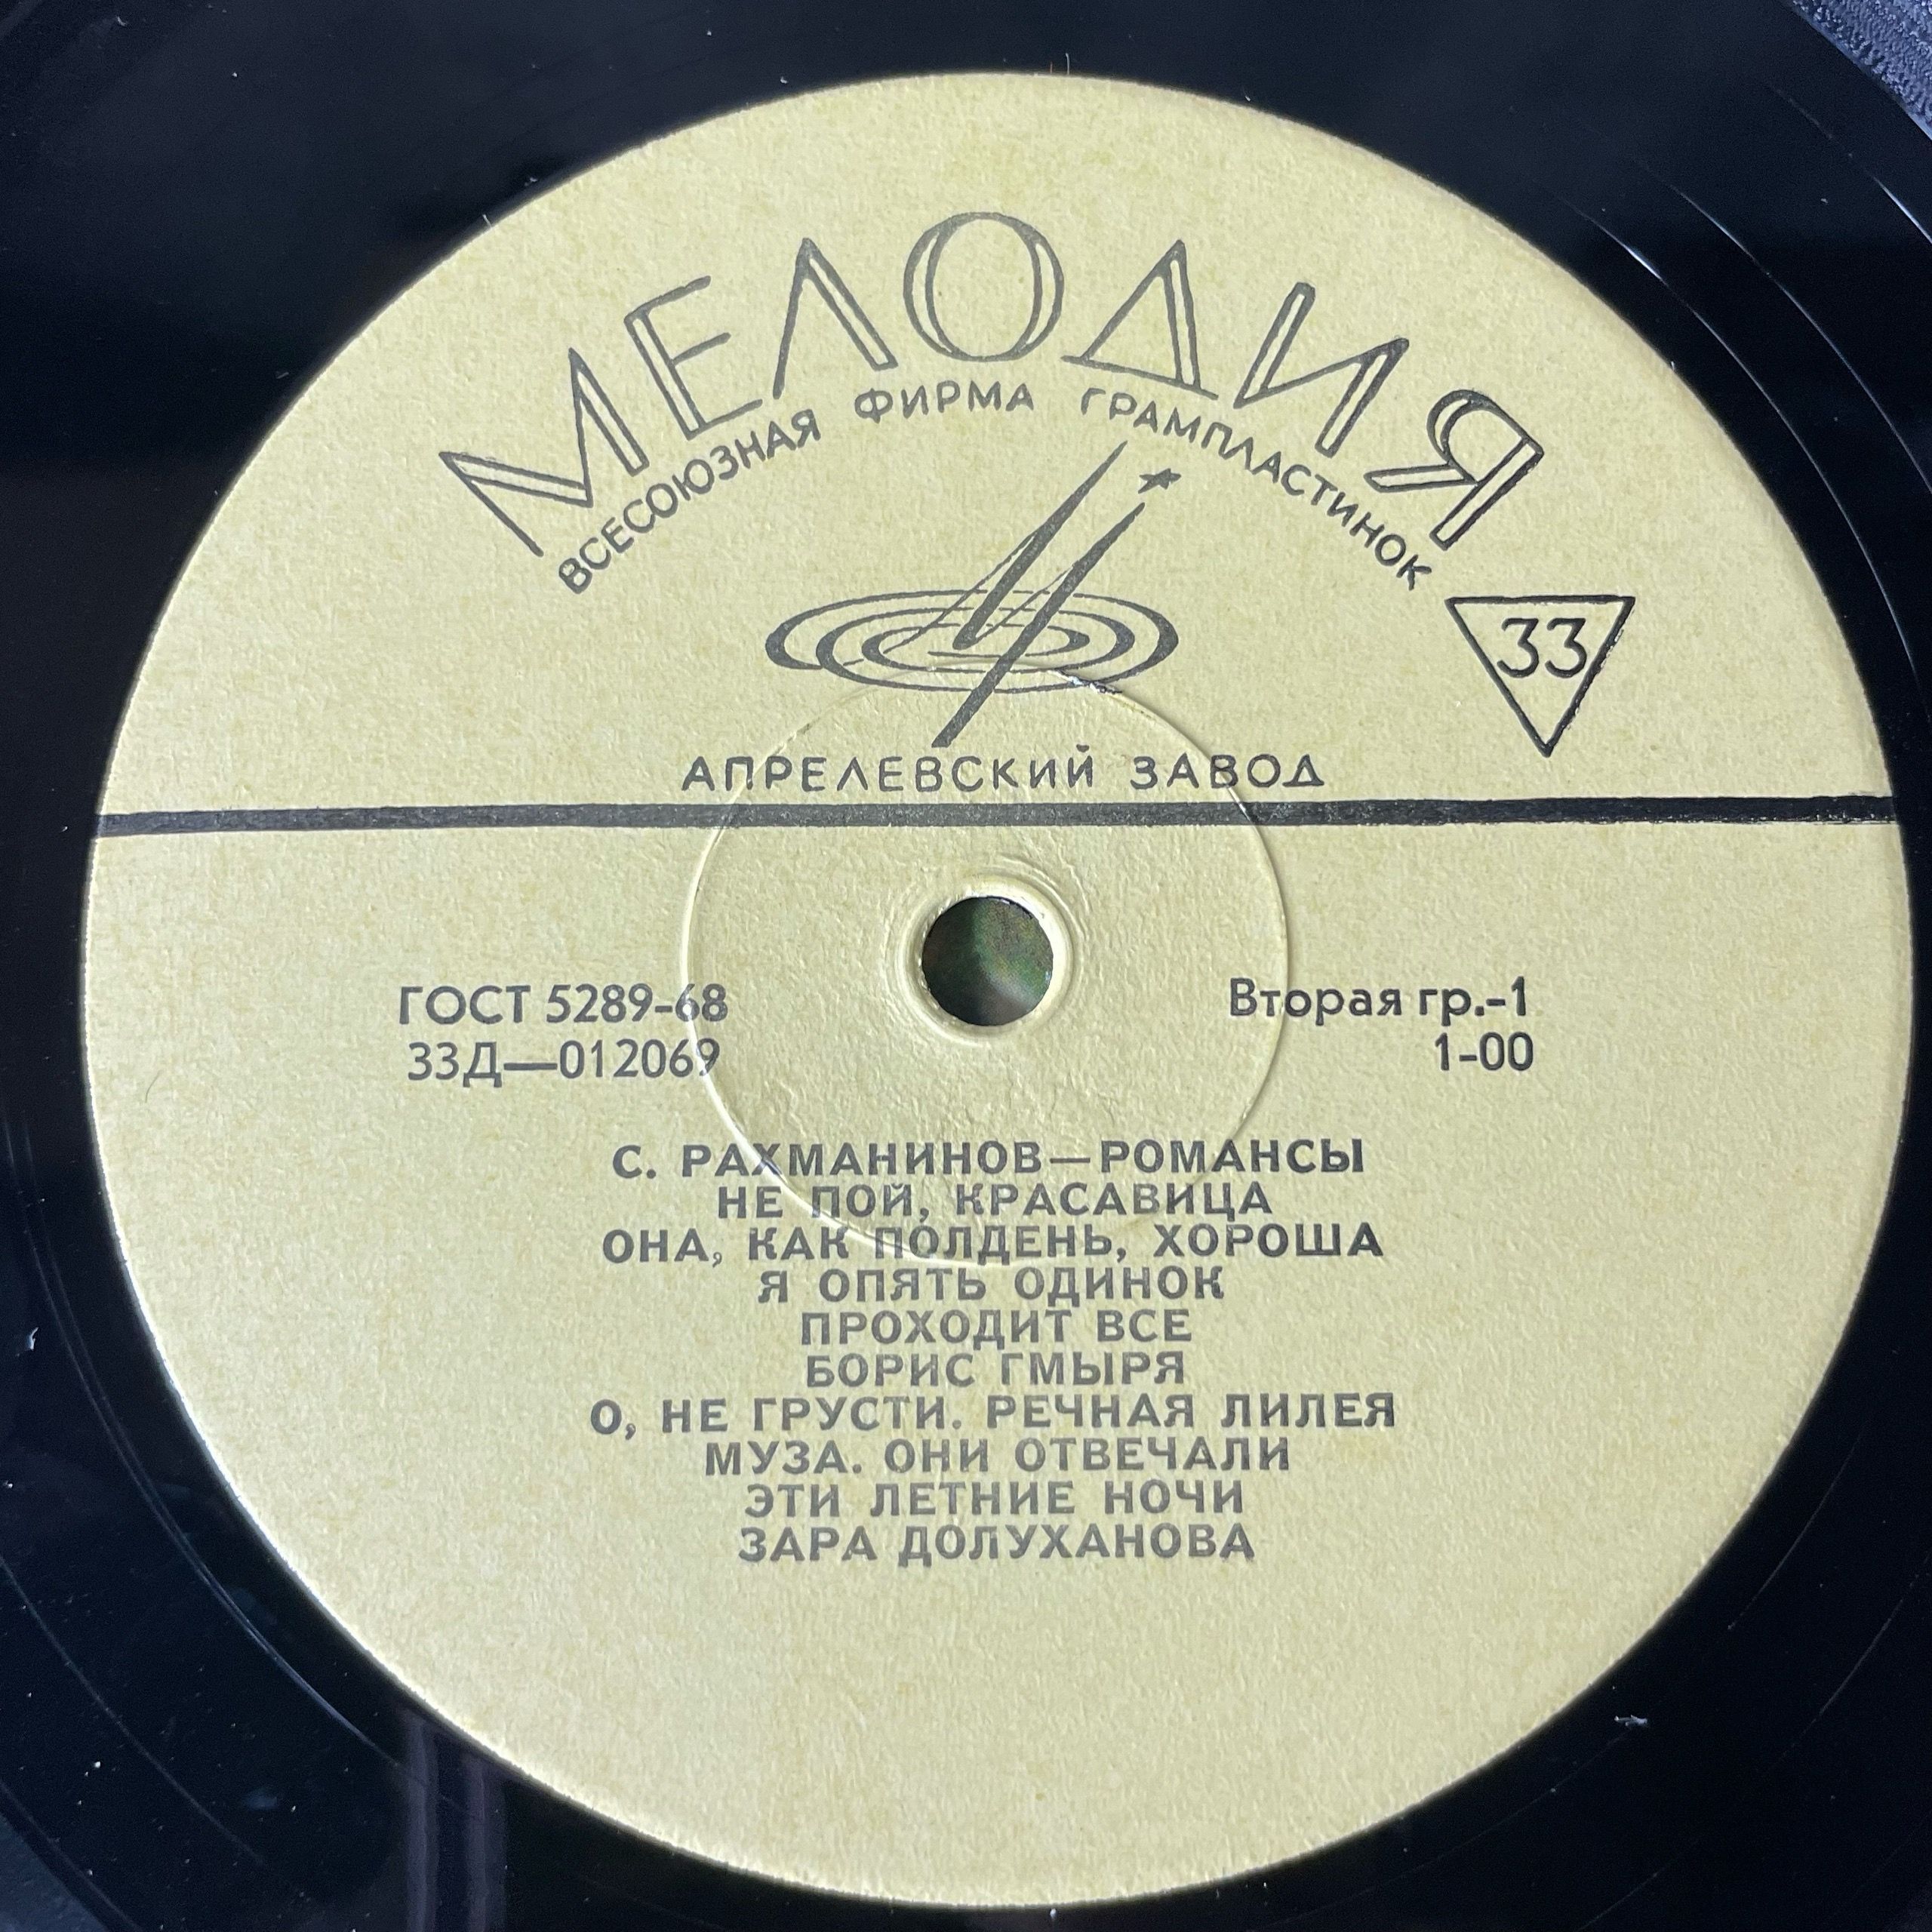 МЕЛОДИЯ
ВСЕСОЮЗНАЯ ФИРМА ГРАМПЛАСТИНОК
33
АПРЕЛЕВСКИЙ ЗАВОД
ГОСТ 5289-68
33Д—012069
Вторая гр.-1
1-00
С. РАХМАНИНОВ—РОМАНСЫ
НЕ ПОЙ, КРАСАВИЦА
ОНА, КАК ПОЛДЕНЬ, ХОРОША
Я ОПЯТЬ ОДИНОК
ПРОХОДИТ ВСЕ
БОРИС ГМЫРЯ
О, НЕ ГРУСТИ. РЕЧНАЯ ЛИЛЕЯ
МУЗА. ОНИ ОТВЕЧАЛИ
ЭТИ ЛЕТНИЕ НОЧИ
ЗАРА ДОЛУХАНОВА